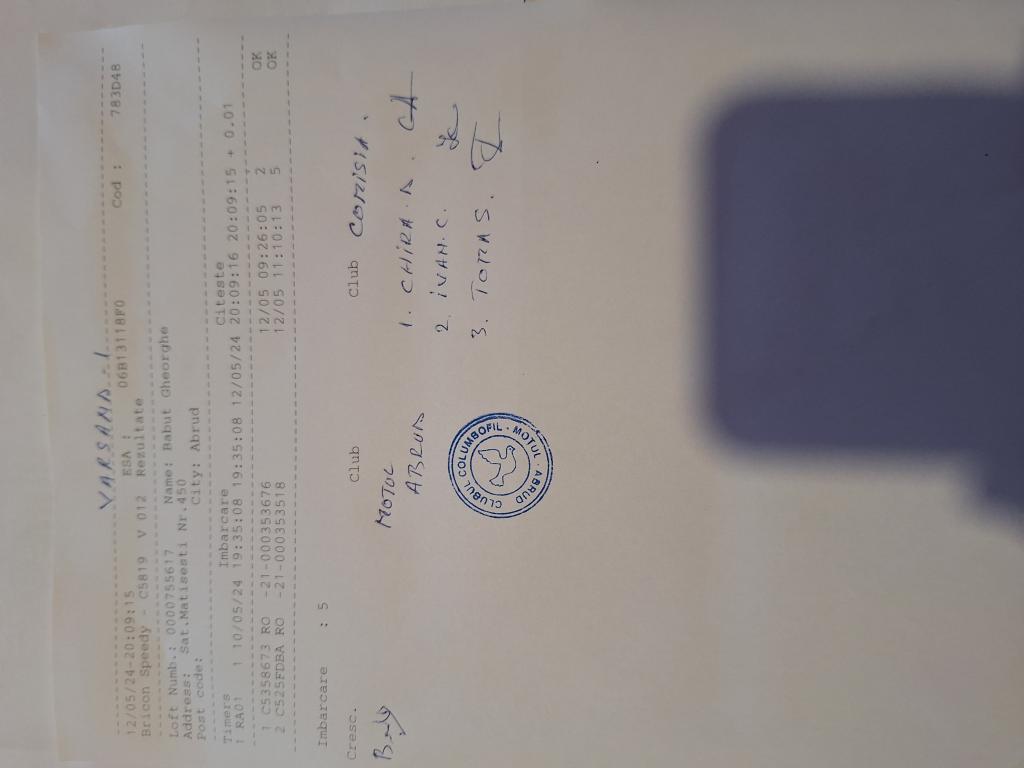 VARSAND-1
12/05/24-20:09:15 ESA : 06B13118F0 Cod : 783D48
Bricon Speedy - C5819 V 012 Rezultate
Loft Numb.: 0000755617 Name: Babut Gheorghe
Address: Sat.Matisesti Nr.450
Post code: City: Abrud
Timers Imbarcare Citeste
1 RA01 1 10/05/24 19:35:08 19:35:08 12/05/24 20:09:16 20:09:15 + 0.01
1 C5358673 RO -21-000353676 12/05 09:26:05 2 OK
2 C525FDBA RO -21-000353518 12/05 11:10:13 5 OK
Imbarcare : 5
Cresc. Club Club COMISIA.
MOTUL
ABRUD
1. CHIRA.D. CA
2. IVAN.C.
3. TOMA S.
CLUBUL COLUMBOFIL · MOTUL · ABRUD